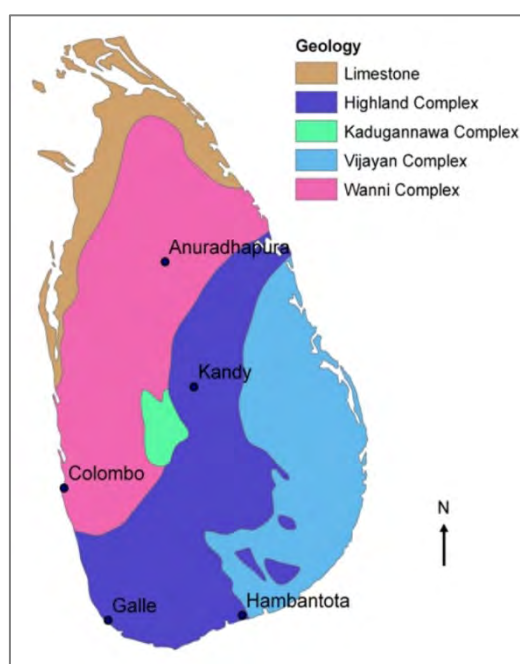 Geology
Limestone
Highland Complex
Kadugannawa Complex
Vijayan Complex
Wanni Complex
Anuradhapura
Kandy
Colombo
N
Galle
Hambantota